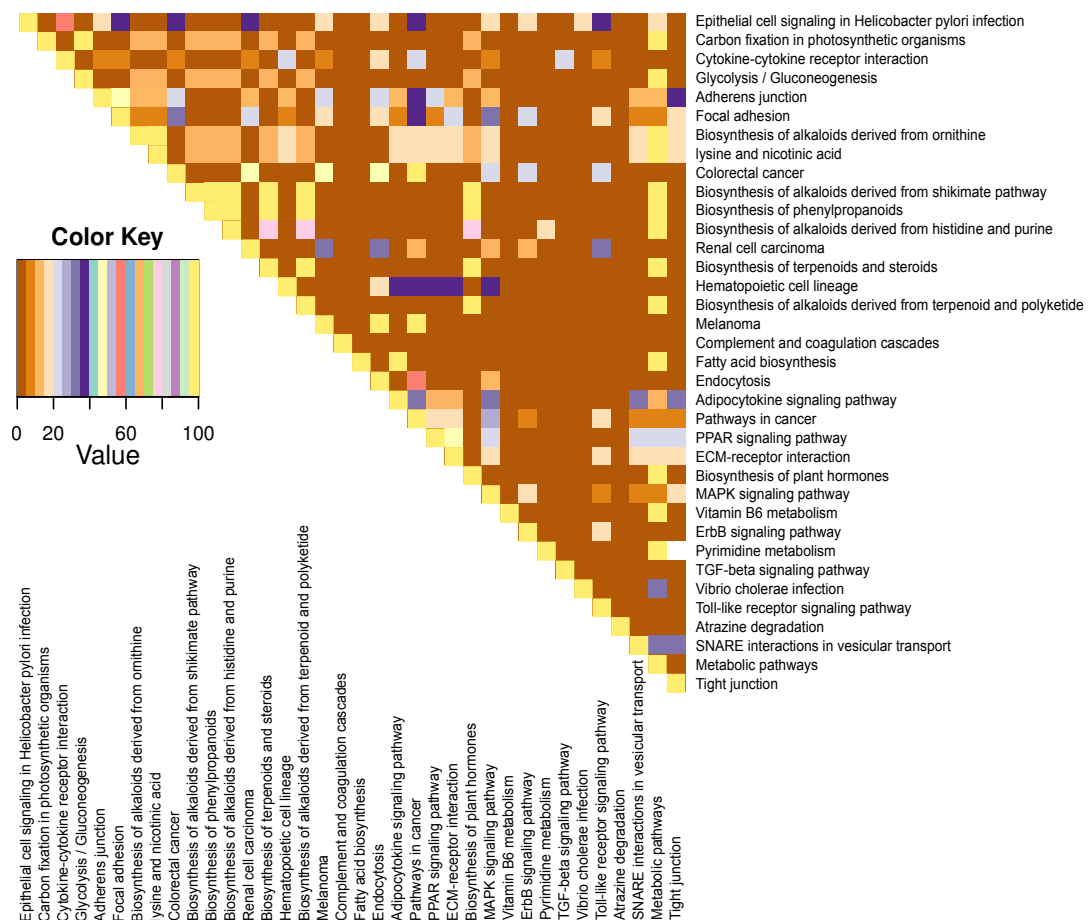 Epithelial cell signaling in Helicobacter pylori infection
Carbon fixation in photosynthetic organisms
Cytokine-cytokine receptor interaction
Glycolysis / Gluconeogenesis
Adherens junction
Focal adhesion
Biosynthesis of alkaloids derived from ornithine
lysine and nicotinic acid
Colorectal cancer
Biosynthesis of alkaloids derived from shikimate pathway
Biosynthesis of phenylpropanoids
Biosynthesis of alkaloids derived from histidine and purine
Renal cell carcinoma
Biosynthesis of terpenoids and steroids
Hematopoietic cell lineage
Biosynthesis of alkaloids derived from terpenoid and polyketide
Melanoma
Complement and coagulation cascades
Fatty acid biosynthesis
Endocytosis
Adipocytokine signaling pathway
Pathways in cancer
PPAR signaling pathway
ECM-receptor interaction
Biosynthesis of plant hormones
MAPK signaling pathway
Vitamin B6 metabolism
ErbB signaling pathway
Pyrimidine metabolism
TGF-beta signaling pathway
Vibrio cholerae infection
Toll-like receptor signaling pathway
Atrazine degradation
SNARE interactions in vesicular transport
Metabolic pathways
Tight junction
Color Key
0 20 60 100
Value
Epithelial cell signaling in Helicobacter pylori infection
Carbon fixation in photosynthetic organisms
Cytokine-cytokine receptor interaction
Glycolysis / Gluconeogenesis
Adherens junction
Focal adhesion
Biosynthesis of alkaloids derived from ornithine
lysine and nicotinic acid
Colorectal cancer
Biosynthesis of alkaloids derived from shikimate pathway
Biosynthesis of phenylpropanoids
Biosynthesis of alkaloids derived from histidine and purine
Renal cell carcinoma
Biosynthesis of terpenoids and steroids
Hematopoietic cell lineage
Biosynthesis of alkaloids derived from terpenoid and polyketide
Melanoma
Complement and coagulation cascades
Fatty acid biosynthesis
Endocytosis
Adipocytokine signaling pathway
Pathways in cancer
PPAR signaling pathway
ECM-receptor interaction
Biosynthesis of plant hormones
MAPK signaling pathway
Vitamin B6 metabolism
ErbB signaling pathway
Pyrimidine metabolism
TGF-beta signaling pathway
Vibrio cholerae infection
Toll-like receptor signaling pathway
Atrazine degradation
SNARE interactions in vesicular transport
Metabolic pathways
Tight junction